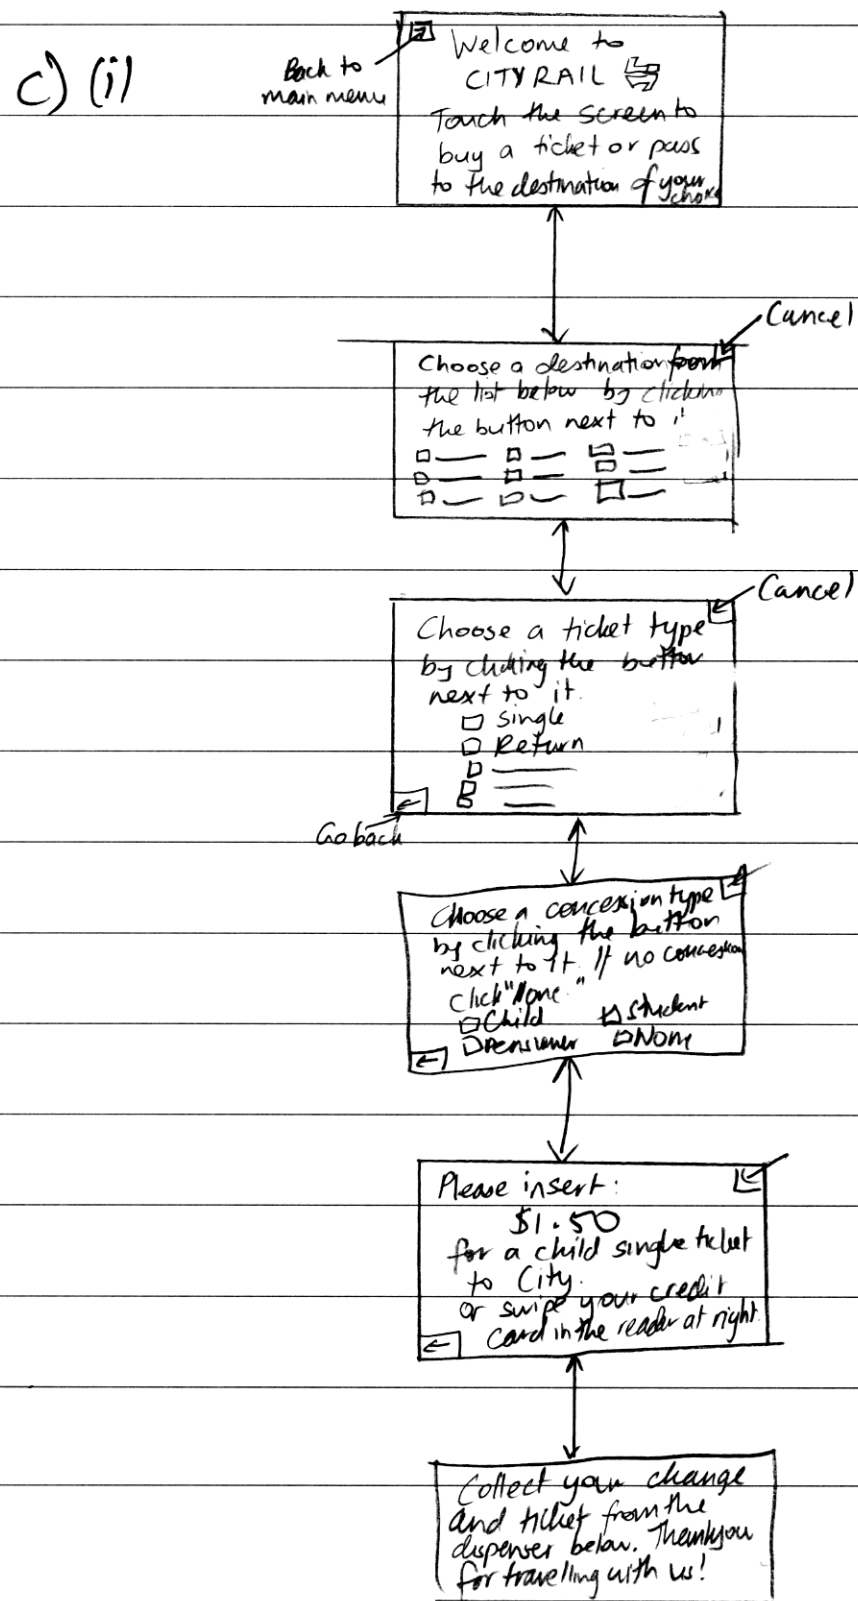 c) (i)
Back to
main menu
Welcome to
CITY RAIL
Touch the screen to
buy a ticket or pass
to the destination of your
choice
Cancel
Choose a destination from
the list below by clicking
the button next to it
Cancel
Choose a ticket type
by clicking the button
next to it.
Single
Return
Go back
Choose a concession type
by clicking the button
next to it. If no concession
click "None."
Child
Student
Pensioner
None
Please insert:
$1.50
for a child single ticket
to City.
or swipe your credit
card in the reader at right.
Collect your change
and ticket from the
dispenser below. Thankyou
for travelling with us!